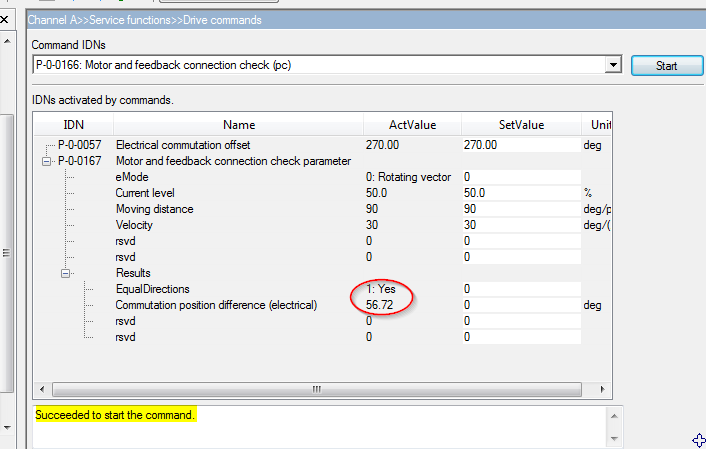 Channel A>>Service functions>>Drive commands
Command IDNs
P-0-0166: Motor and feedback connection check (pc)
Start
IDNs activated by commands.
IDN Name ActValue SetValue Unit
P-0-0057 Electrical commutation offset 270.00 270.00 deg
P-0-0167 Motor and feedback connection check parameter
eMode 0: Rotating vector 0
Current level 50.0 50.0 %
Moving distance 90 90 deg/p
Velocity 30 30 deg/(
rsvd 0 0
rsvd 0 0
Results
EqualDirections 1: Yes 0
Commutation position difference (electrical) 56.72 0 deg
rsvd 0 0
rsvd 0 0
Succeeded to start the command.